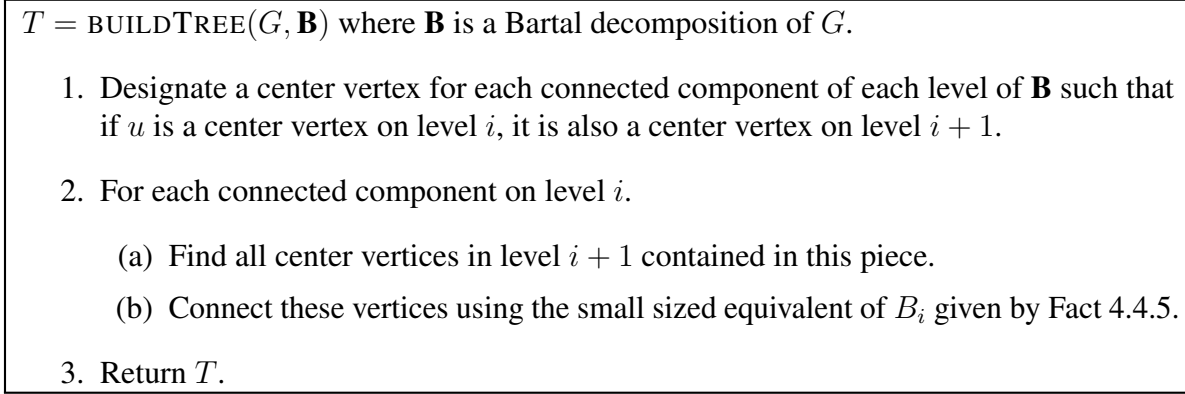 T = BUILDTREE(G, B) where B is a Bartal decomposition of G.
1. Designate a center vertex for each connected component of each level of B such that
if u is a center vertex on level i, it is also a center vertex on level i + 1.
2. For each connected component on level i.
(a) Find all center vertices in level i + 1 contained in this piece.
(b) Connect these vertices using the small sized equivalent of B_i given by Fact 4.4.5.
3. Return T.